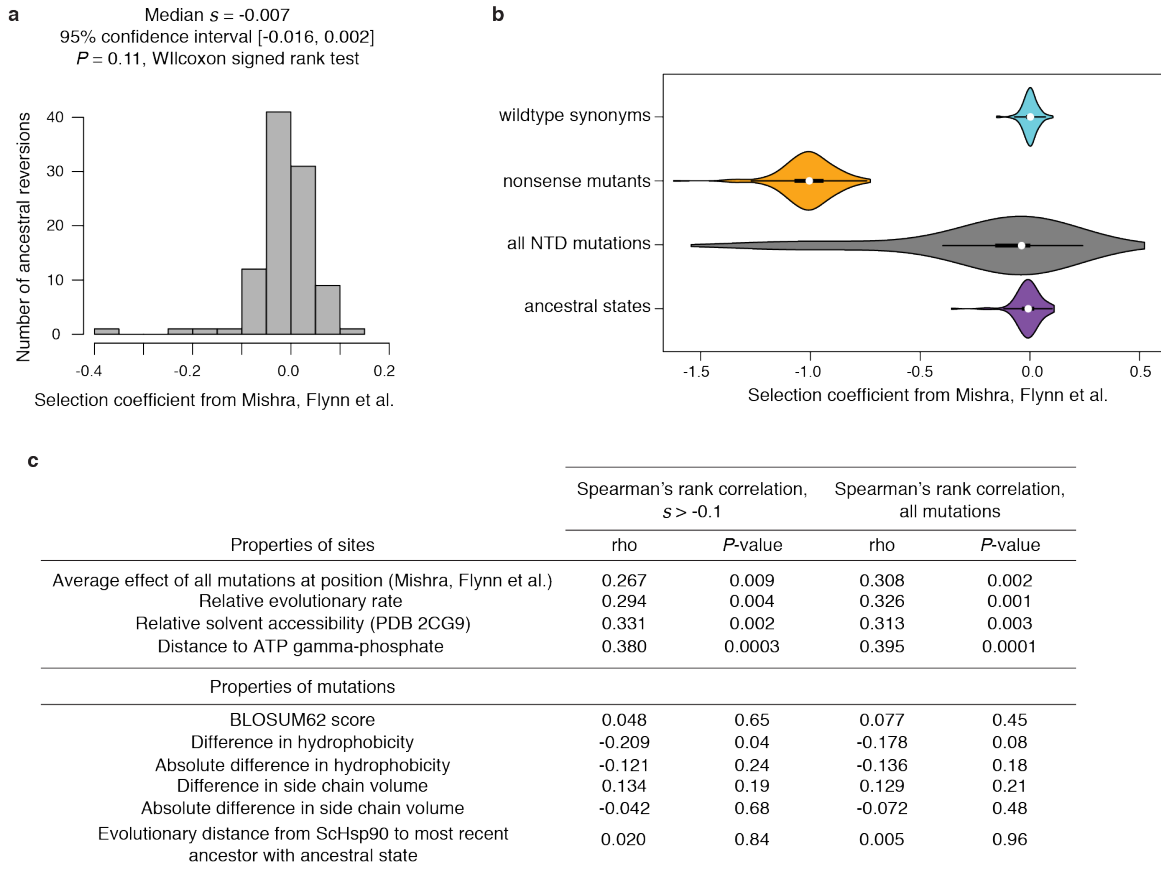 a
Median s = -0.007
95% confidence interval [-0.016, 0.002]
P = 0.11, WIlcoxon signed rank test
Number of ancestral reversions
40
30
20
10
0
-0.4 -0.2 0.0 0.2
Selection coefficient from Mishra, Flynn et al.
b
wildtype synonyms
nonsense mutants
all NTD mutations
ancestral states
-1.5 -1.0 -0.5 0.0 0.5
Selection coefficient from Mishra, Flynn et al.
c
Spearman's rank correlation, s > -0.1
Spearman's rank correlation, all mutations
Properties of sites rho P-value rho P-value
Average effect of all mutations at position (Mishra, Flynn et al.) 0.267 0.009 0.308 0.002
Relative evolutionary rate 0.294 0.004 0.326 0.001
Relative solvent accessibility (PDB 2CG9) 0.331 0.002 0.313 0.003
Distance to ATP gamma-phosphate 0.380 0.0003 0.395 0.0001
Properties of mutations
BLOSUM62 score 0.048 0.65 0.077 0.45
Difference in hydrophobicity -0.209 0.04 -0.178 0.08
Absolute difference in hydrophobicity -0.121 0.24 -0.136 0.18
Difference in side chain volume 0.134 0.19 0.129 0.21
Absolute difference in side chain volume -0.042 0.68 -0.072 0.48
Evolutionary distance from ScHsp90 to most recent
ancestor with ancestral state 0.020 0.84 0.005 0.96